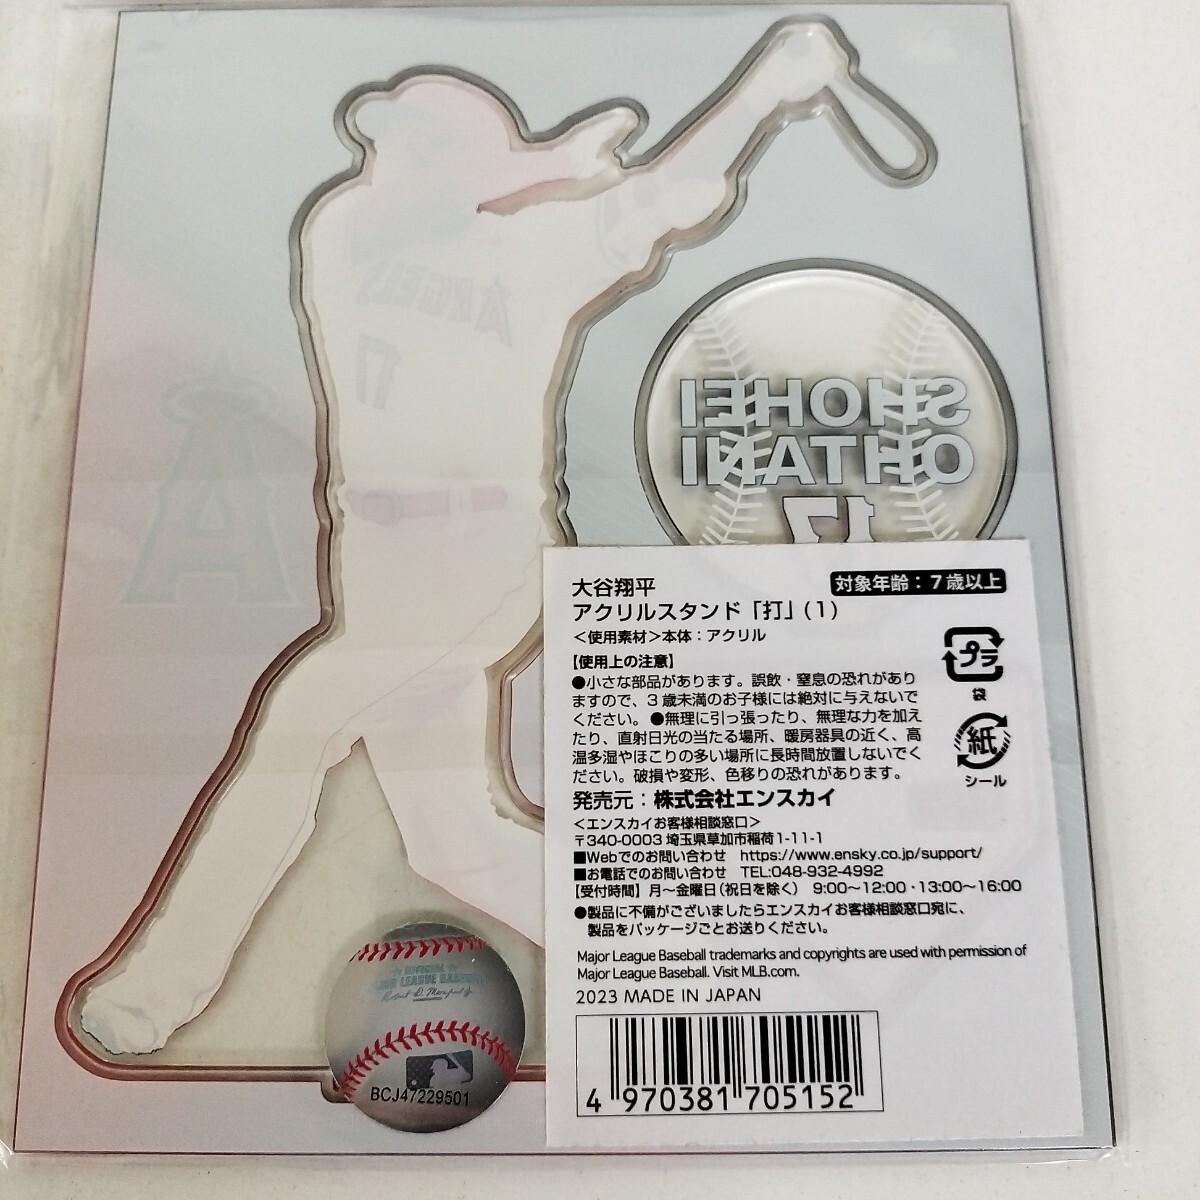 ANGELS
17
A
SHOHEI
OHTANI
17
大谷翔平
対象年齢：７歳以上
アクリルスタンド「打」(1)
＜使用素材＞本体：アクリル
【使用上の注意】
●小さな部品があります。誤飲・窒息の恐れがあり
ますので、３歳未満のお子様には絶対に与えないで
ください。●無理に引っ張ったり、無理な力を加え
たり、直射日光の当たる場所、暖房器具の近く、高
温多湿やほこりの多い場所に長時間放置しないでく
ださい。破損や変形、色移りの恐れがあります。
プラ
袋
紙
シール
発売元：株式会社エンスカイ
＜エンスカイお客様相談窓口＞
〒340-0003 埼玉県草加市稲荷1-11-1
■Webでのお問い合わせ　https://www.ensky.co.jp/support/
■お電話でのお問い合わせ　TEL:048-932-4992
【受付時間】月～金曜日（祝日を除く）　9:00～12:00・13:00～16:00
●製品に不備がございましたらエンスカイお客様相談窓口宛に、
製品をパッケージごとお送りください。
Major League Baseball trademarks and copyrights are used with permission of
Major League Baseball. Visit MLB.com.
2023 MADE IN JAPAN
4 970381 705152
OFFICIAL
MAJOR LEAGUE BASEBALL
Robert D. Manfred Jr.
BCJ47229501